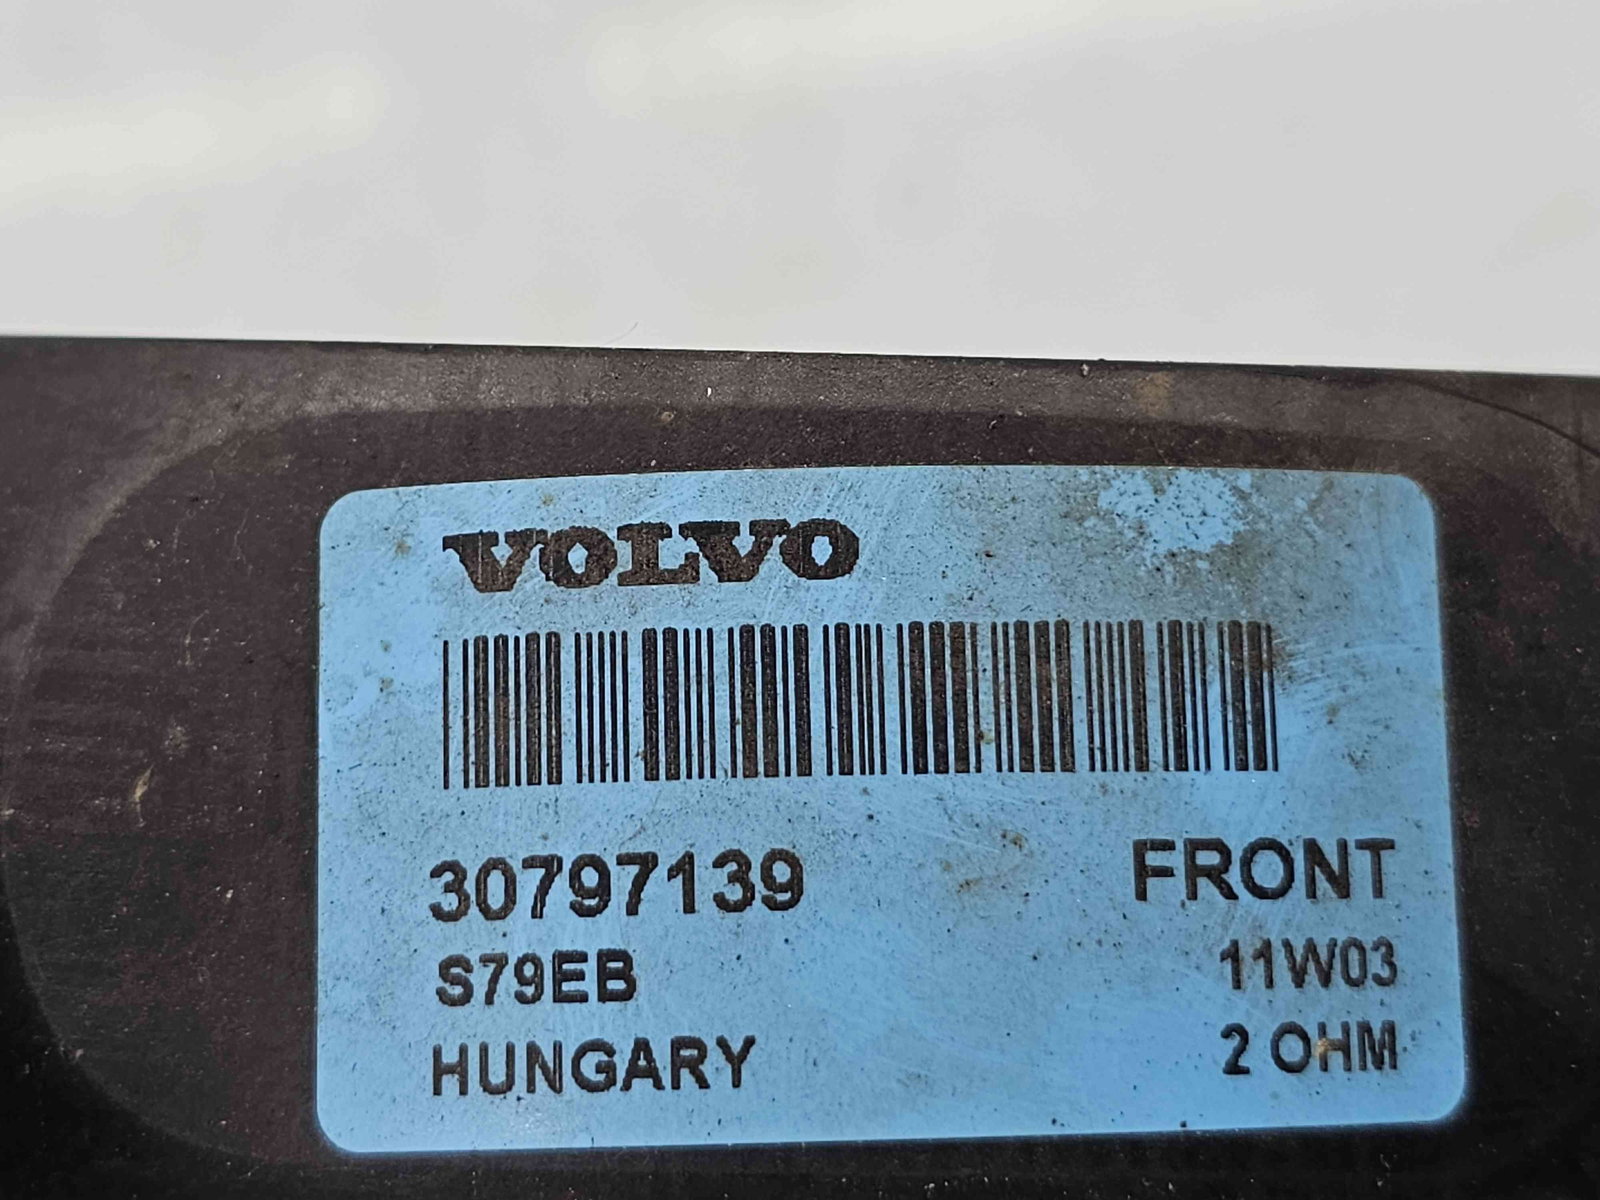 VOLVO
30797139 FRONT
S79EB 11W03
HUNGARY 2 OHM